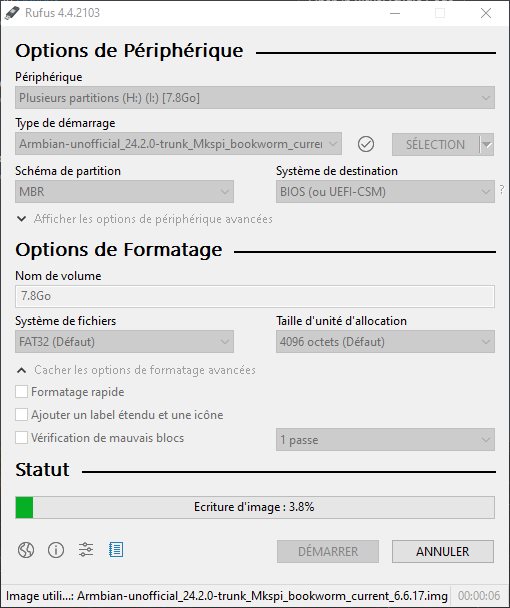 Rufus 4.4.2103
Options de Périphérique
Périphérique
Plusieurs partitions (H:) (I:) [7.8Go]
Type de démarrage
Armbian-unofficial_24.2.0-trunk_Mkspi_bookworm_curre
SÉLECTION
Schéma de partition
Système de destination
MBR
BIOS (ou UEFI-CSM)
?
Afficher les options de périphérique avancées
Options de Formatage
Nom de volume
7.8Go
Système de fichiers
Taille d'unité d'allocation
FAT32 (Défaut)
4096 octets (Défaut)
Cacher les options de formatage avancées
Formatage rapide
Ajouter un label étendu et une icône
Vérification de mauvais blocs
1 passe
Statut
Ecriture d'image : 3.8%
DÉMARRER
ANNULER
Image utili...: Armbian-unofficial_24.2.0-trunk_Mkspi_bookworm_current_6.6.17.img
00:00:06